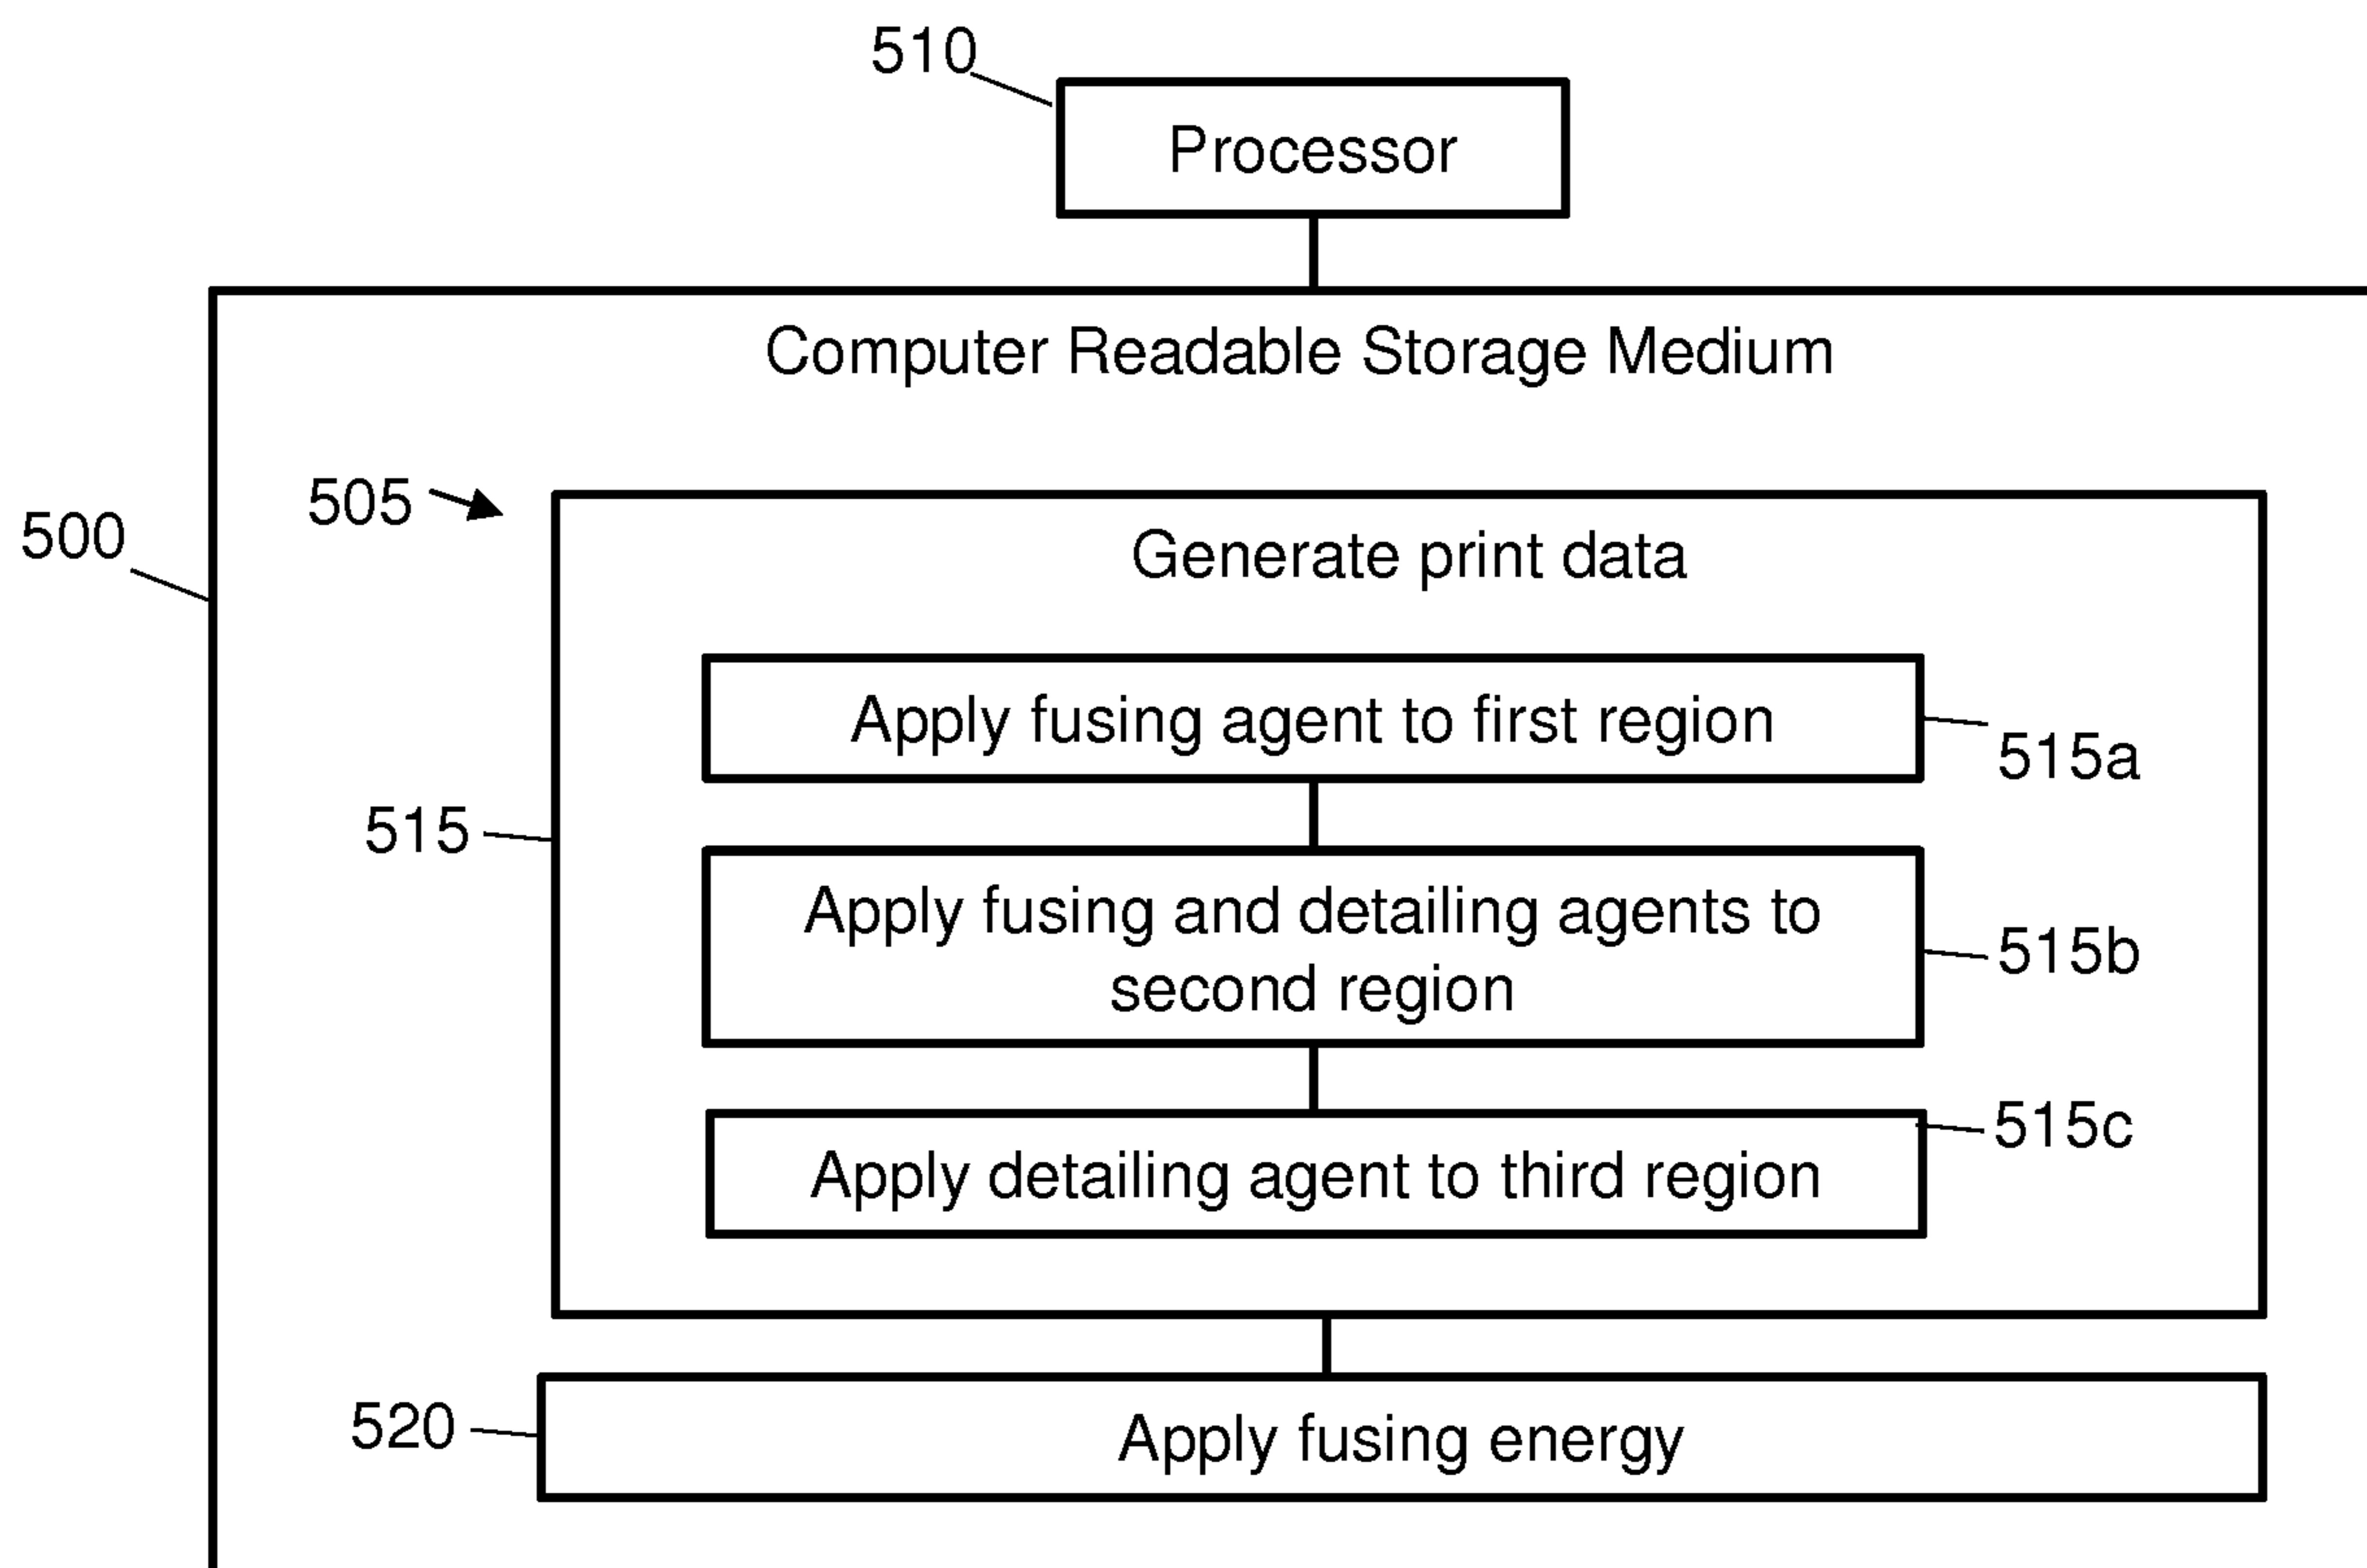 510
Processor
Computer Readable Storage Medium
505
500
Generate print data
Apply fusing agent to first region
515a
515
Apply fusing and detailing agents to
second region
515b
515c
Apply detailing agent to third region
520
Apply fusing energy